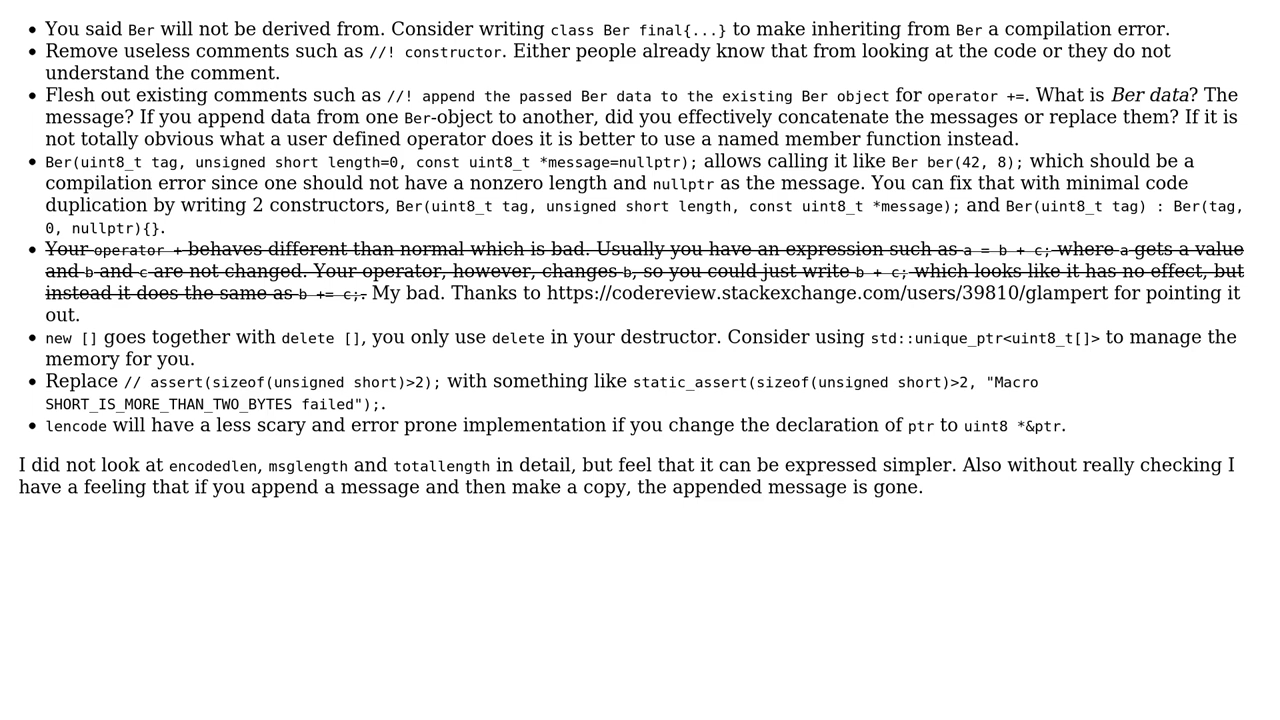 • You said Ber will not be derived from. Consider writing class Ber final{...} to make inheriting from Ber a compilation error.
• Remove useless comments such as //! constructor. Either people already know that from looking at the code or they do not
understand the comment.
• Flesh out existing comments such as //! append the passed Ber data to the existing Ber object for operator +=. What is Ber data? The
message? If you append data from one Ber-object to another, did you effectively concatenate the messages or replace them? If it is
not totally obvious what a user defined operator does it is better to use a named member function instead.
• Ber(uint8_t tag, unsigned short length=0, const uint8_t *message=nullptr); allows calling it like Ber ber(42, 8); which should be a
compilation error since one should not have a nonzero length and nullptr as the message. You can fix that with minimal code
duplication by writing 2 constructors, Ber(uint8_t tag, unsigned short length, const uint8_t *message); and Ber(uint8_t tag) : Ber(tag,
0, nullptr){}.
• Your operator + behaves different than normal which is bad. Usually you have an expression such as a = b + c; where a gets a value
and b and c are not changed. Your operator, however, changes b, so you could just write b + c; which looks like it has no effect, but
instead it does the same as b += c;. My bad. Thanks to https://codereview.stackexchange.com/users/39810/glampert for pointing it
out.
• new [] goes together with delete [], you only use delete in your destructor. Consider using std::unique_ptr<uint8_t[]> to manage the
memory for you.
• Replace // assert(sizeof(unsigned short)>2); with something like static_assert(sizeof(unsigned short)>2, "Macro
SHORT_IS_MORE_THAN_TWO_BYTES failed");.
• lencode will have a less scary and error prone implementation if you change the declaration of ptr to uint8 *&ptr.
I did not look at encodedlen, msglength and totallength in detail, but feel that it can be expressed simpler. Also without really checking I
have a feeling that if you append a message and then make a copy, the appended message is gone.